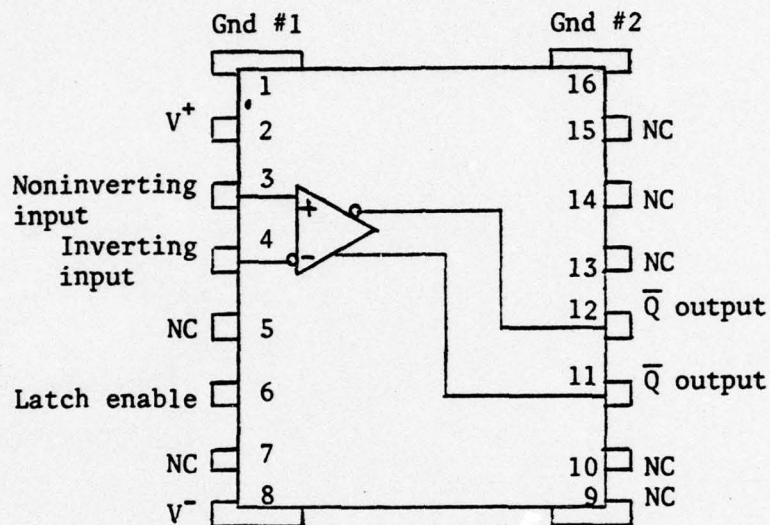 Gnd #1 Gnd #2
1 16
V⁺ 2 15 NC
Noninverting 3 14 NC
input +
Inverting 4 13 NC
input -
NC 5 12 Q̅ output
Latch enable 6 11 Q̅ output
NC 7 10 NC
V⁻ 8 9 NC